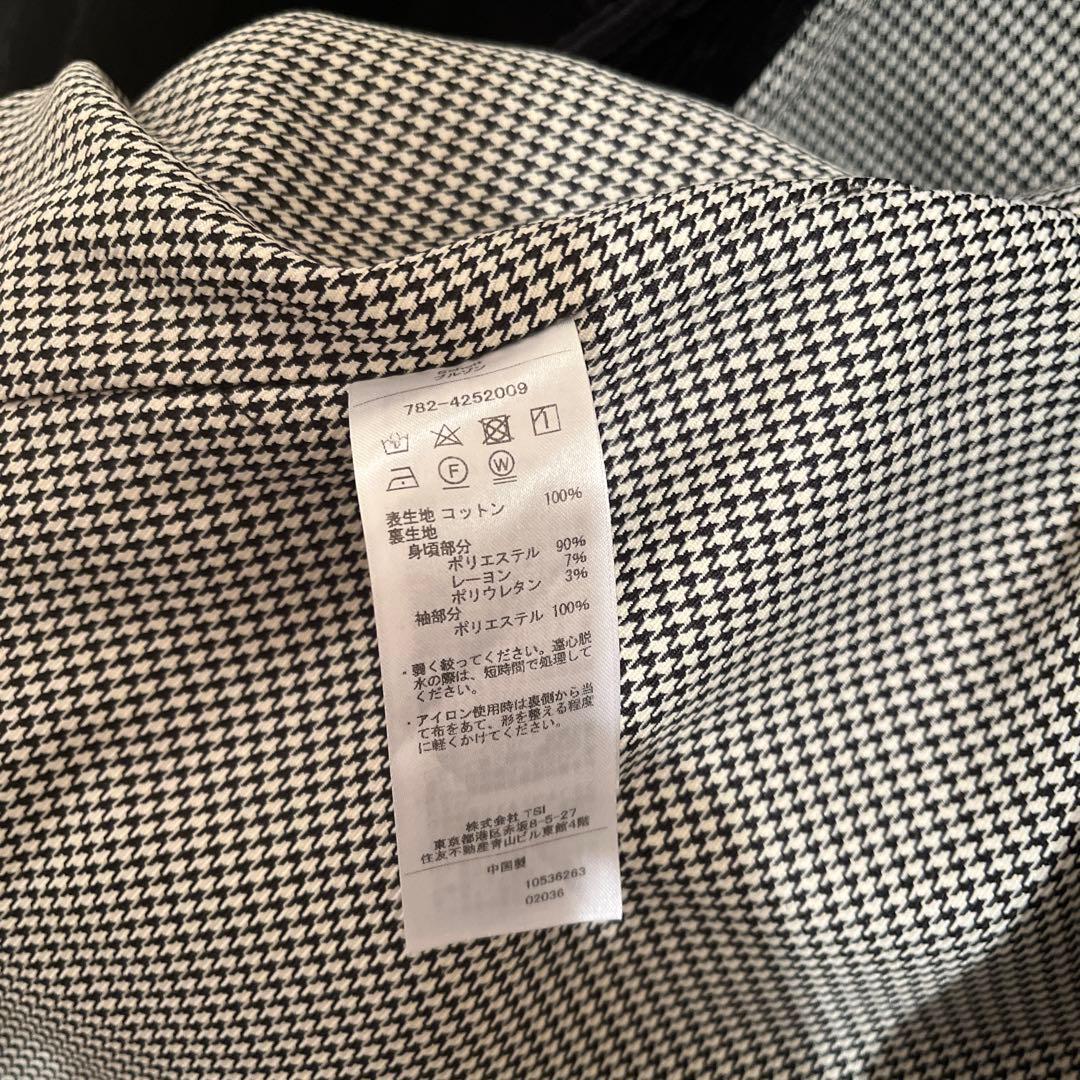 ブルゾン
782-4252009
F W
表生地 コットン 100%
裏生地
身頃部分
ポリエステル 90%
レーヨン 7%
ポリウレタン 3%
袖部分
ポリエステル 100%
・弱く絞ってください。遠心脱
水の際は、短時間で処理して
ください。
・アイロン使用時は裏側から当
て布をあて、形を整える程度
に軽くかけてください。
株式会社 TSI
東京都港区赤坂8-5-27
住友不動産青山ビル東館4階
中国製
10536263
02036